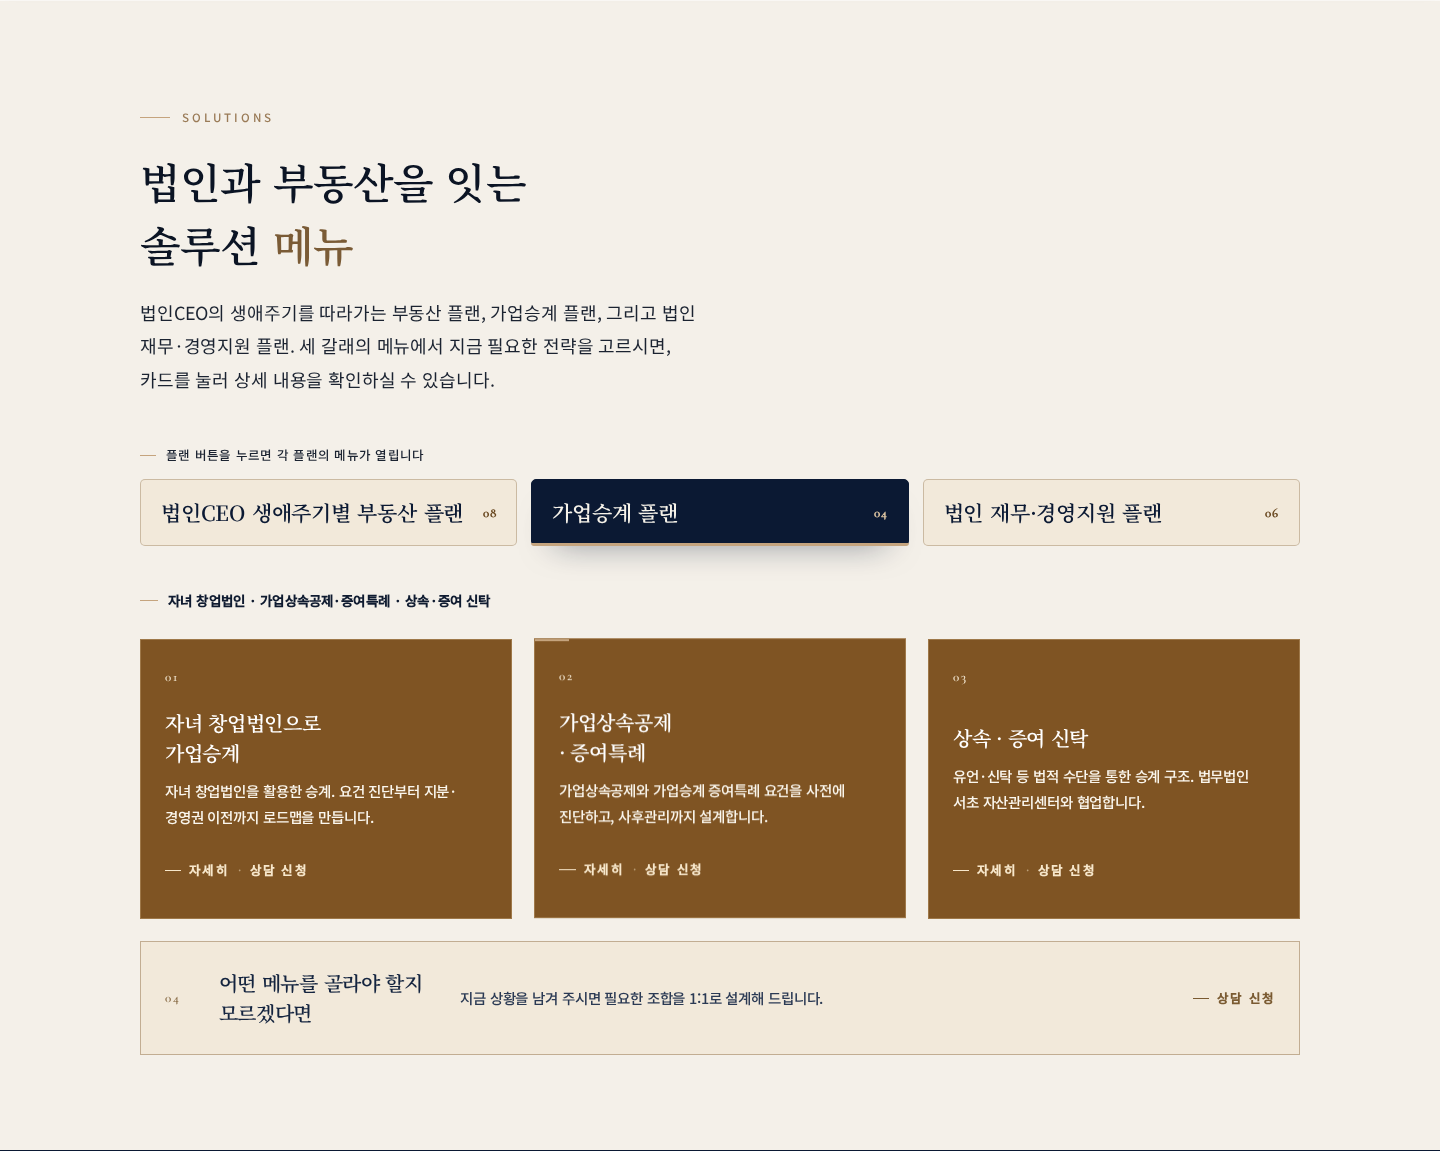 SOLUTIONS
법인과 부동산을 잇는
솔루션 메뉴
법인CEO의 생애주기를 따라가는 부동산 플랜, 가업승계 플랜, 그리고 법인
재무·경영지원 플랜. 세 갈래의 메뉴에서 지금 필요한 전략을 고르시면,
카드를 눌러 상세 내용을 확인하실 수 있습니다.
플랜 버튼을 누르면 각 플랜의 메뉴가 열립니다
법인CEO 생애주기별 부동산 플랜 08
가업승계 플랜 04
법인 재무·경영지원 플랜 06
자녀 창업법인 · 가업상속공제·증여특례 · 상속·증여 신탁
01
자녀 창업법인으로
가업승계
자녀 창업법인을 활용한 승계. 요건 진단부터 지분·
경영권 이전까지 로드맵을 만듭니다.
자세히 · 상담 신청
02
가업상속공제
· 증여특례
가업상속공제와 가업승계 증여특례 요건을 사전에
진단하고, 사후관리까지 설계합니다.
자세히 · 상담 신청
03
상속 · 증여 신탁
유언·신탁 등 법적 수단을 통한 승계 구조. 법무법인
서초 자산관리센터와 협업합니다.
자세히 · 상담 신청
04
어떤 메뉴를 골라야 할지
모르겠다면
지금 상황을 남겨 주시면 필요한 조합을 1:1로 설계해 드립니다.
상담 신청